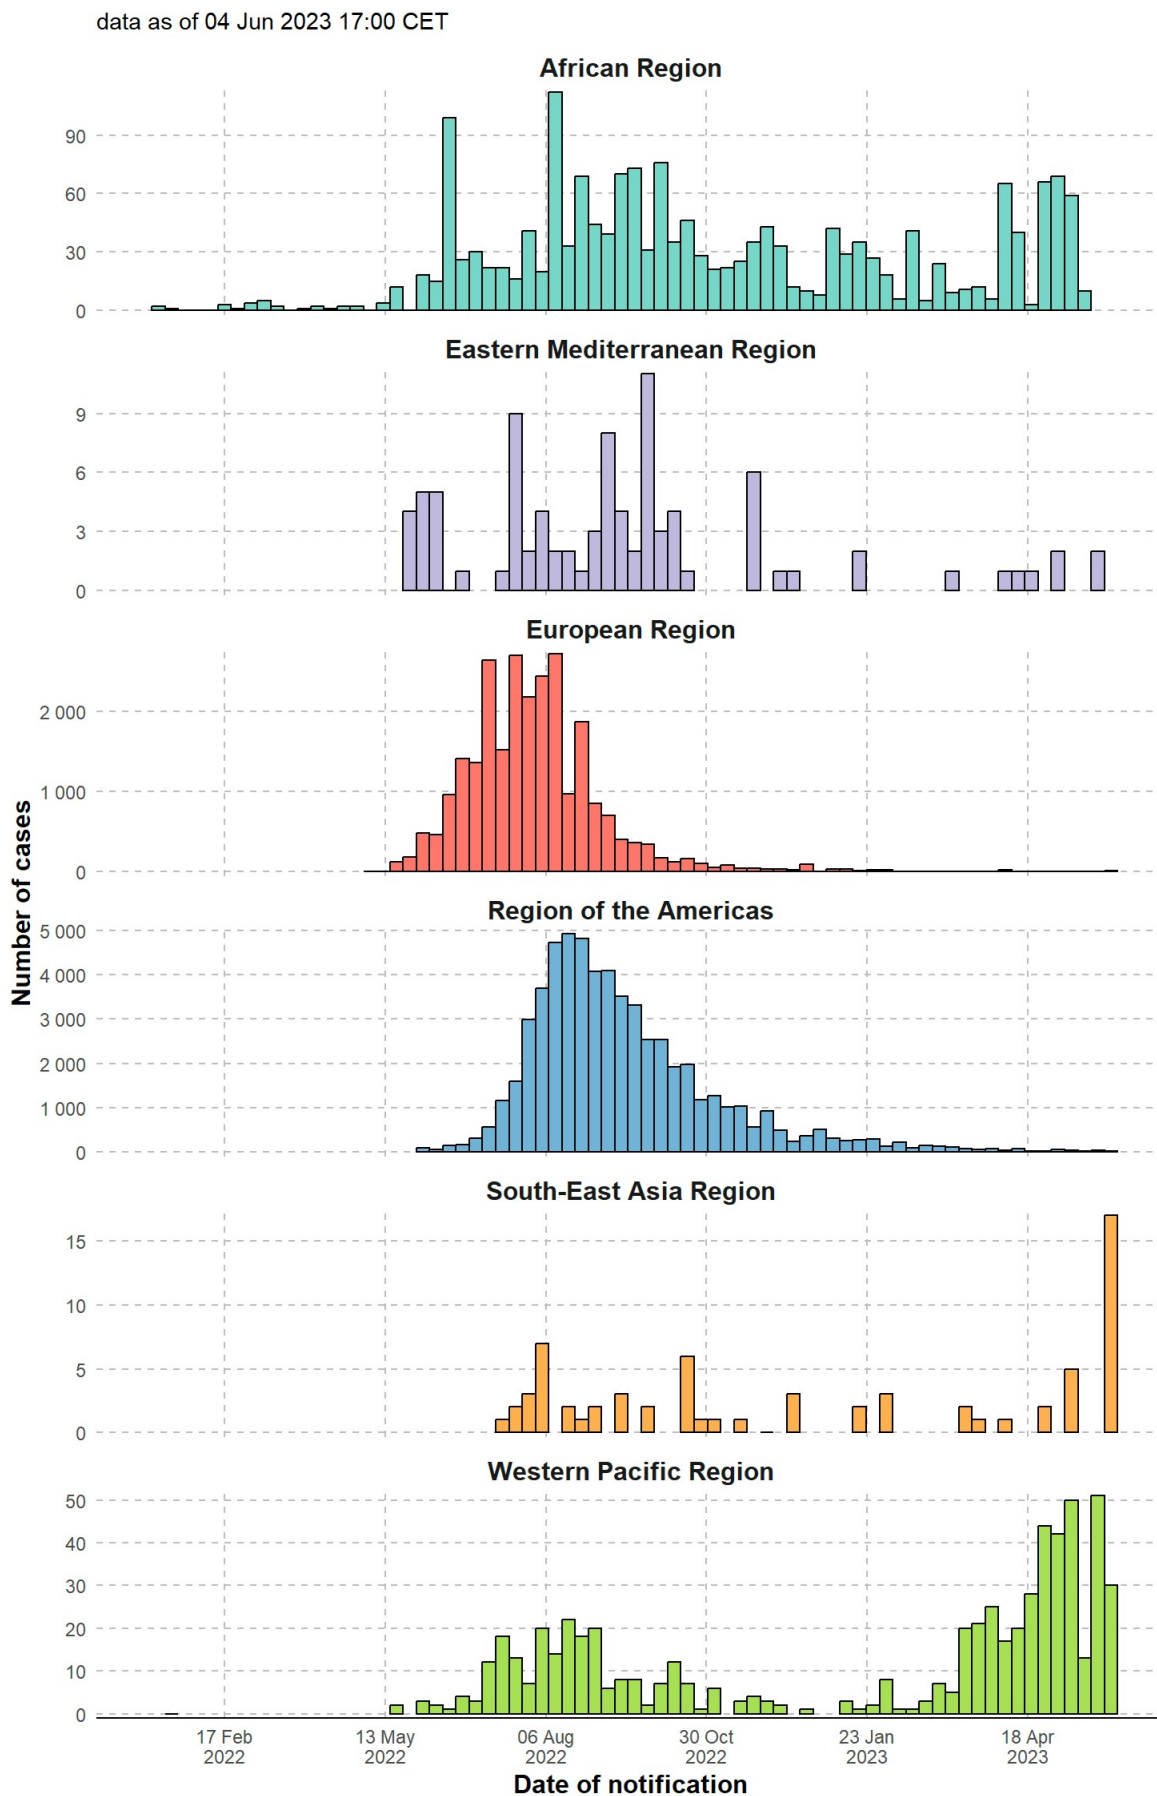 data as of 04 Jun 2023 17:00 CET
African Region
90
60
30
0
Eastern Mediterranean Region
9
6
3
0
European Region
2 000
1 000
0
Number of cases
Region of the Americas
5 000
4 000
3 000
2 000
1 000
0
South-East Asia Region
15
10
5
0
Western Pacific Region
50
40
30
20
10
0
17 Feb 13 May 06 Aug 30 Oct 23 Jan 18 Apr
2022 2022 2022 2022 2023 2023
Date of notification